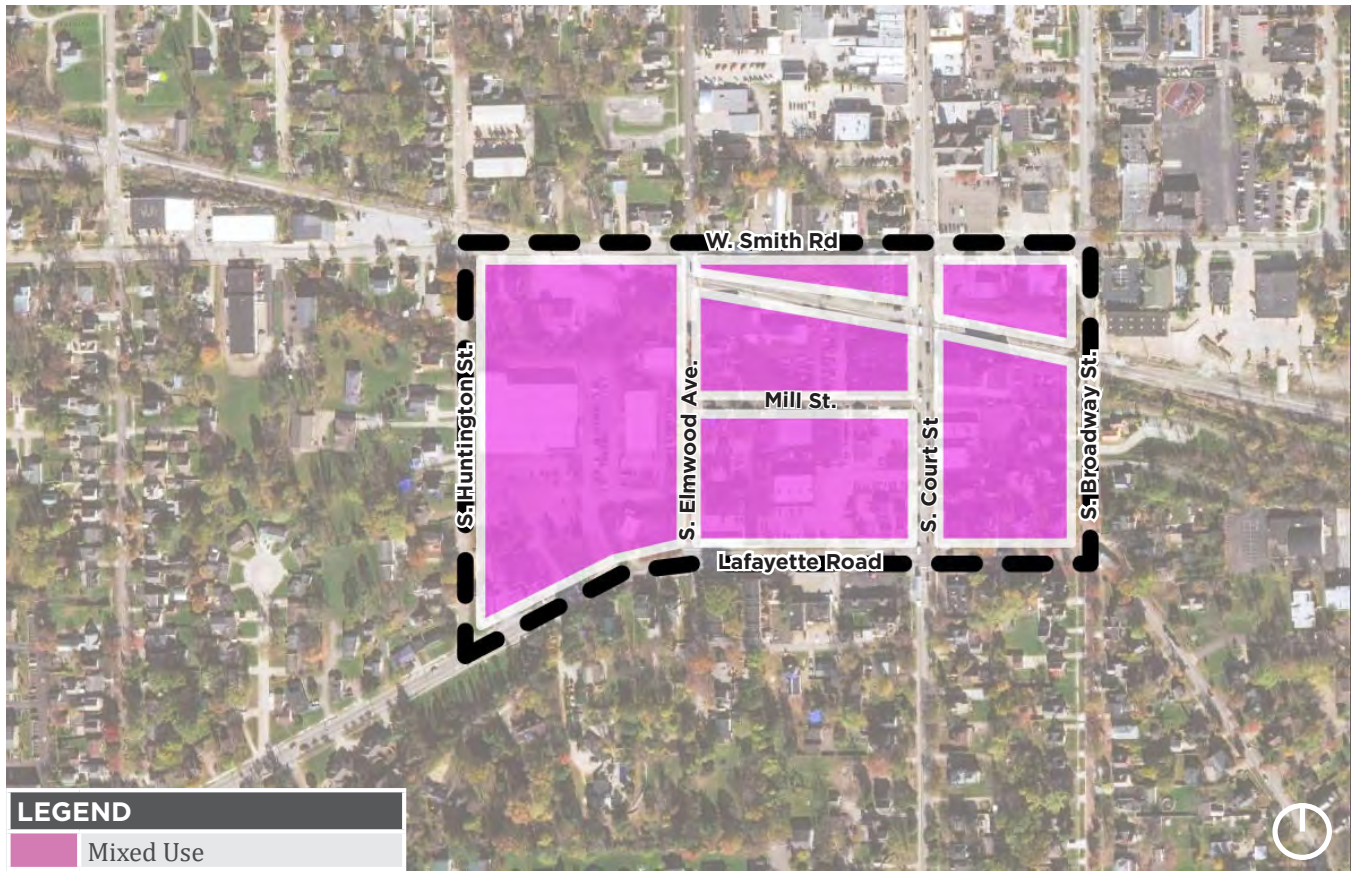 W. Smith Rd
S. Huntington St.
S. Elmwood Ave.
Mill St.
S. Court St
S. Broadway St.
Lafayette Road
LEGEND
Mixed Use